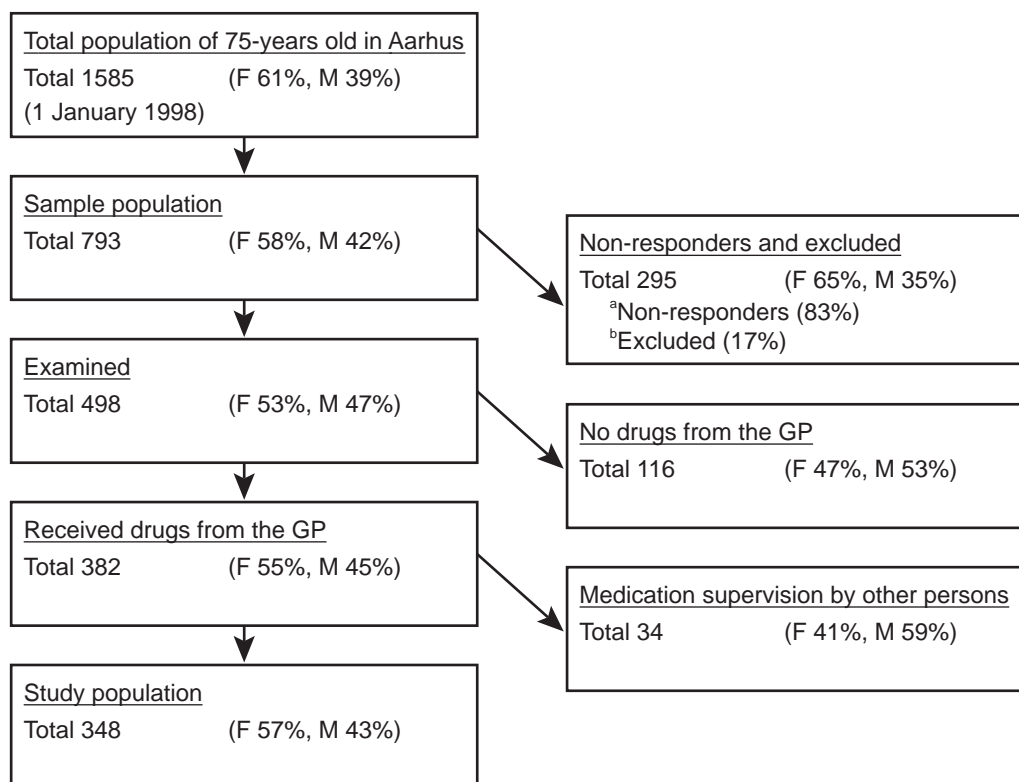 Total population of 75-years old in Aarhus
Total 1585 (F 61%, M 39%)
(1 January 1998)
Sample population
Total 793 (F 58%, M 42%)
Non-responders and excluded
Total 295 (F 65%, M 35%)
aNon-responders (83%)
bExcluded (17%)
Examined
Total 498 (F 53%, M 47%)
No drugs from the GP
Total 116 (F 47%, M 53%)
Received drugs from the GP
Total 382 (F 55%, M 45%)
Medication supervision by other persons
Total 34 (F 41%, M 59%)
Study population
Total 348 (F 57%, M 43%)